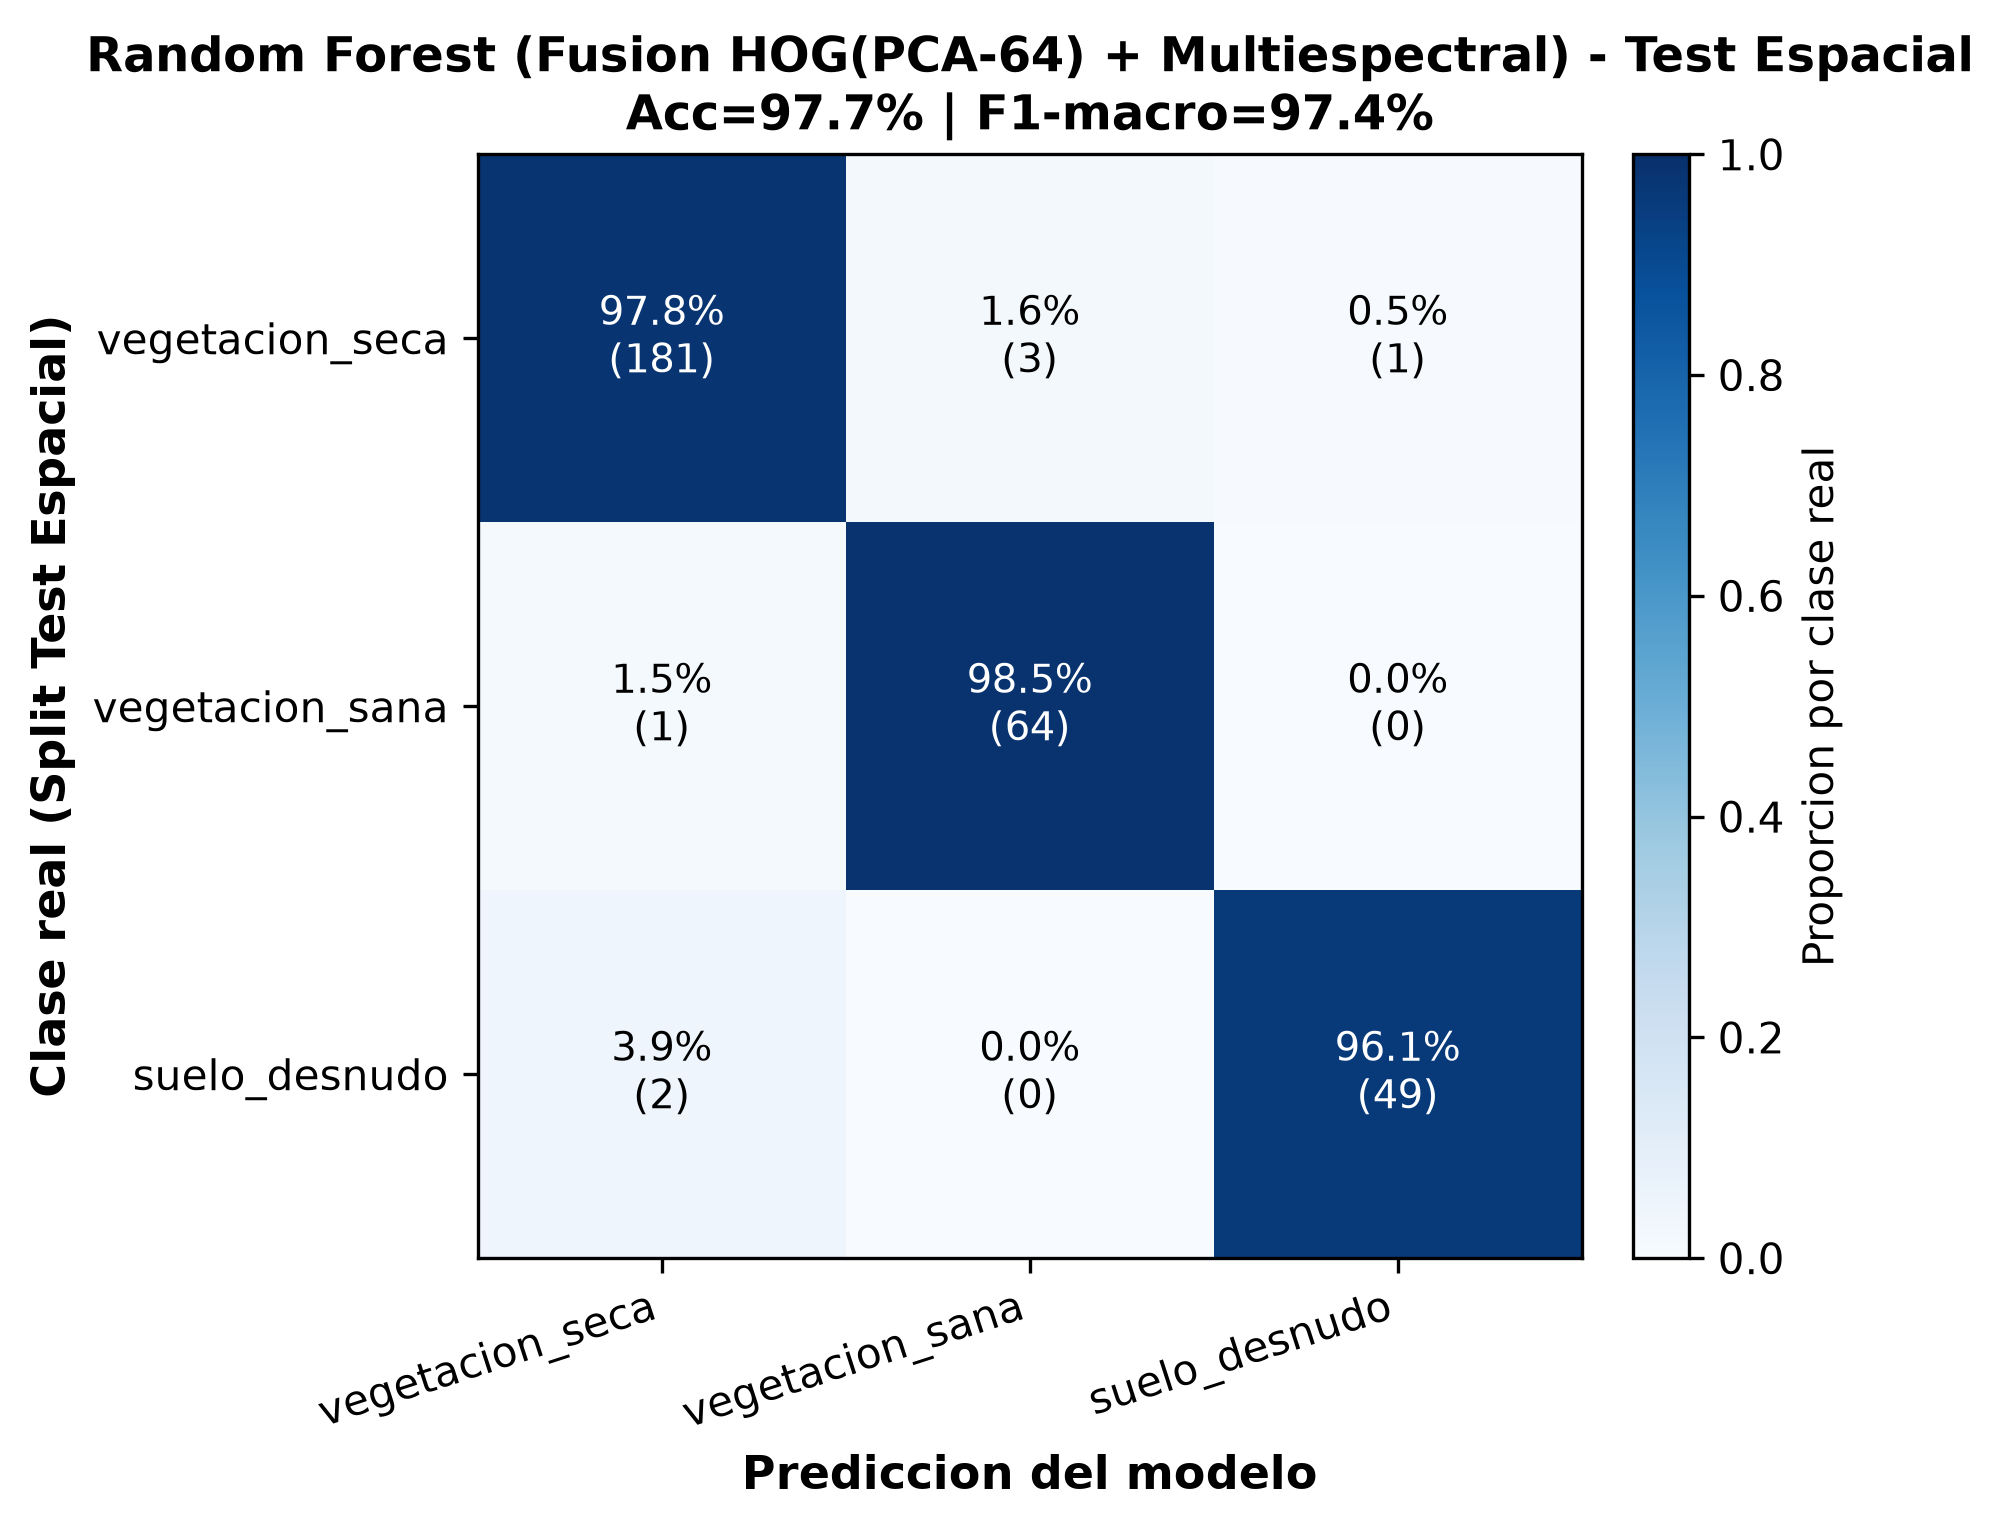 Random Forest (Fusion HOG(PCA-64) + Multiespectral) - Test Espacial
Acc=97.7% | F1-macro=97.4%
Clase real (Split Test Espacial)
vegetacion_seca
97.8%
(181)
1.6%
(3)
0.5%
(1)
vegetacion_sana
1.5%
(1)
98.5%
(64)
0.0%
(0)
suelo_desnudo
3.9%
(2)
0.0%
(0)
96.1%
(49)
vegetacion_seca
vegetacion_sana
suelo_desnudo
Prediccion del modelo
1.0
0.8
0.6
0.4
0.2
0.0
Proporcion por clase real